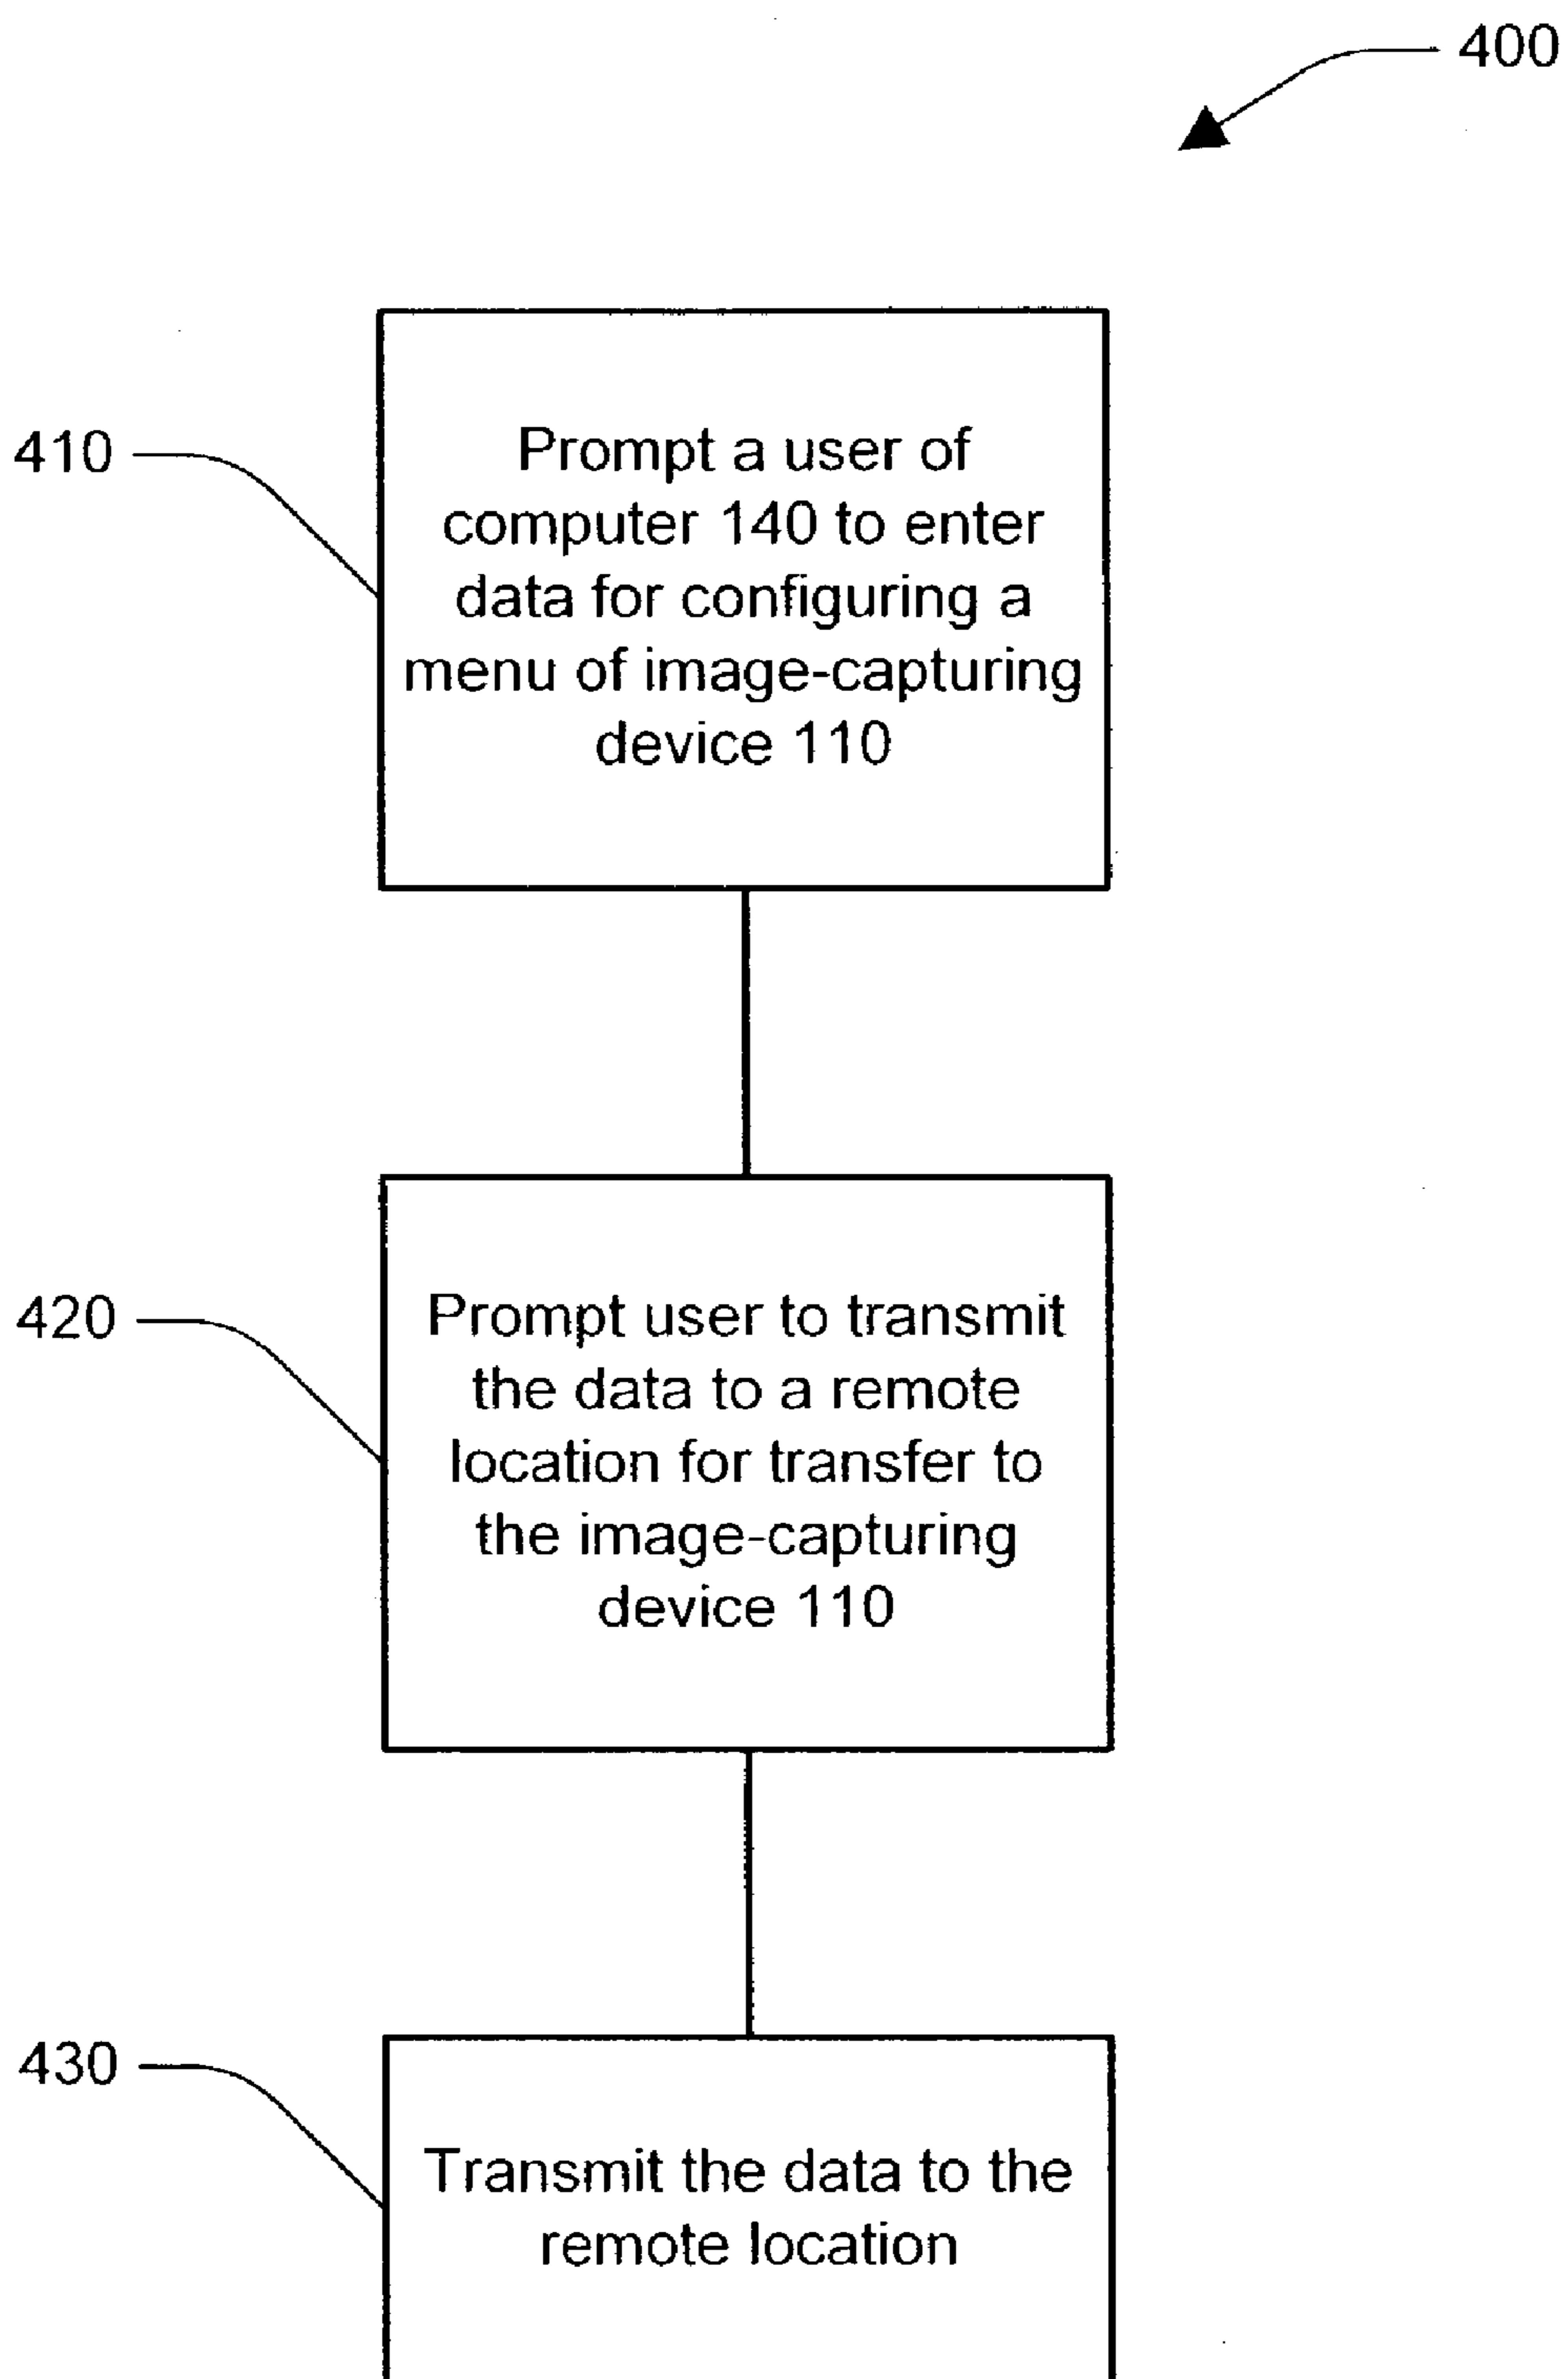 400
410
Prompt a user of
computer 140 to enter
data for configuring a
menu of image-capturing
device 110
420
Prompt user to transmit
the data to a remote
location for transfer to
the image-capturing
device 110
430
Transmit the data to the
remote location